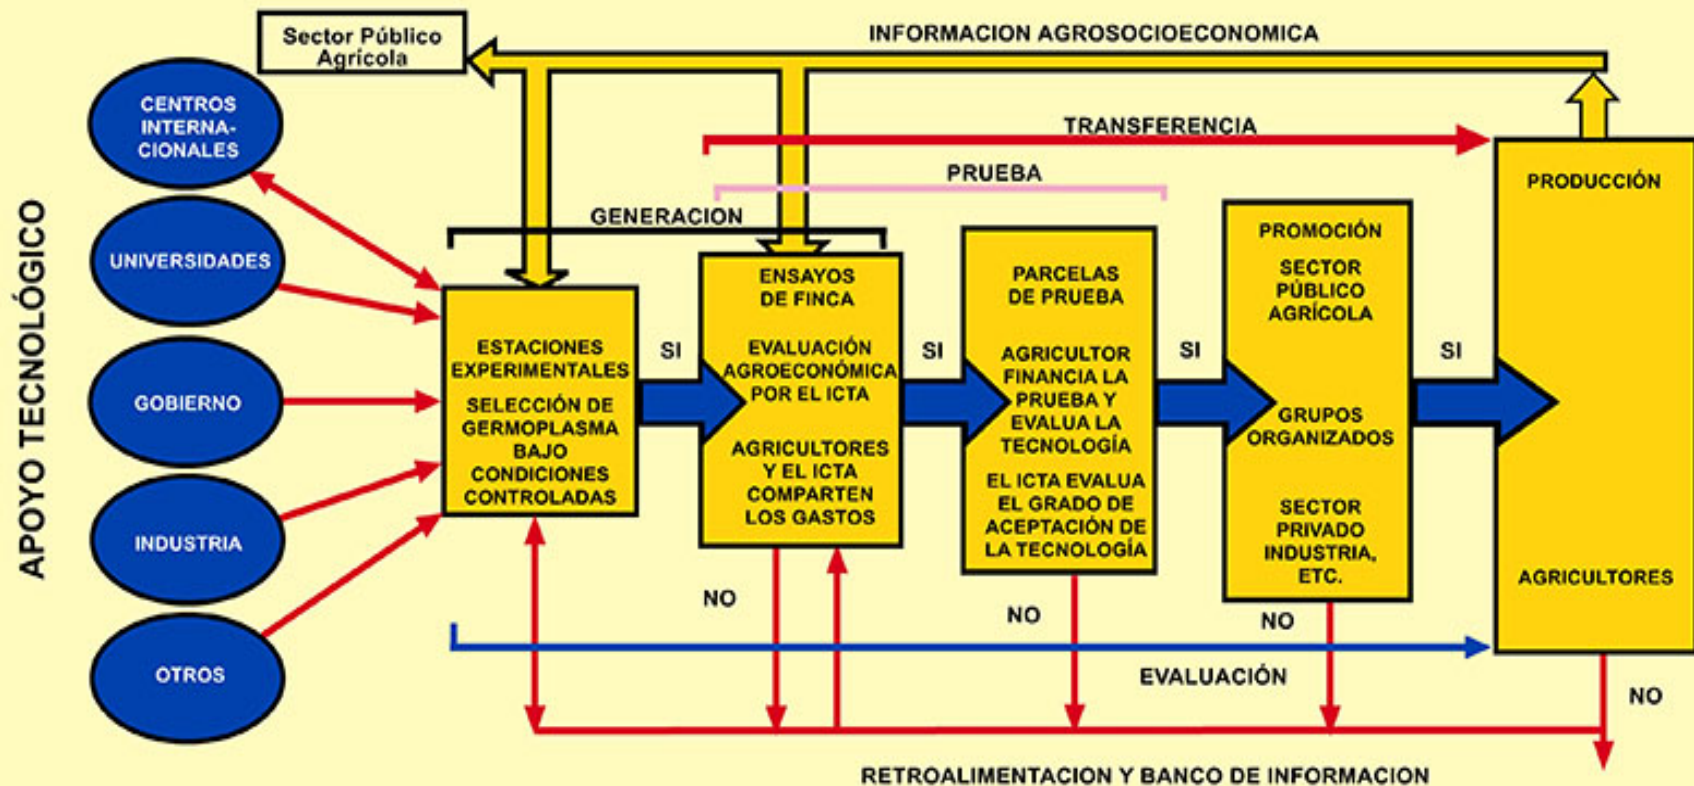 Sector Público
Agrícola
INFORMACION AGROSOCIOECONOMICA
APOYO TECNOLÓGICO
CENTROS
INTERNA-
CIONALES
UNIVERSIDADES
GOBIERNO
INDUSTRIA
OTROS
TRANSFERENCIA
PRUEBA
GENERACION
ESTACIONES
EXPERIMENTALES
SELECCIÓN DE
GERMOPLASMA
BAJO
CONDICIONES
CONTROLADAS
SI
ENSAYOS
DE FINCA
EVALUACIÓN
AGROECONÓMICA
POR EL ICTA
AGRICULTORES
Y EL ICTA
COMPARTEN
LOS GASTOS
SI
PARCELAS
DE PRUEBA
AGRICULTOR
FINANCIA LA
PRUEBA Y
EVALUA LA
TECNOLOGÍA
EL ICTA EVALUA
EL GRADO DE
ACEPTACIÓN DE
LA TECNOLOGÍA
SI
PROMOCIÓN
SECTOR
PÚBLICO
AGRÍCOLA
GRUPOS
ORGANIZADOS
SECTOR
PRIVADO
INDUSTRIA,
ETC.
SI
PRODUCCIÓN
AGRICULTORES
NO
NO
NO
NO
EVALUACIÓN
RETROALIMENTACION Y BANCO DE INFORMACION